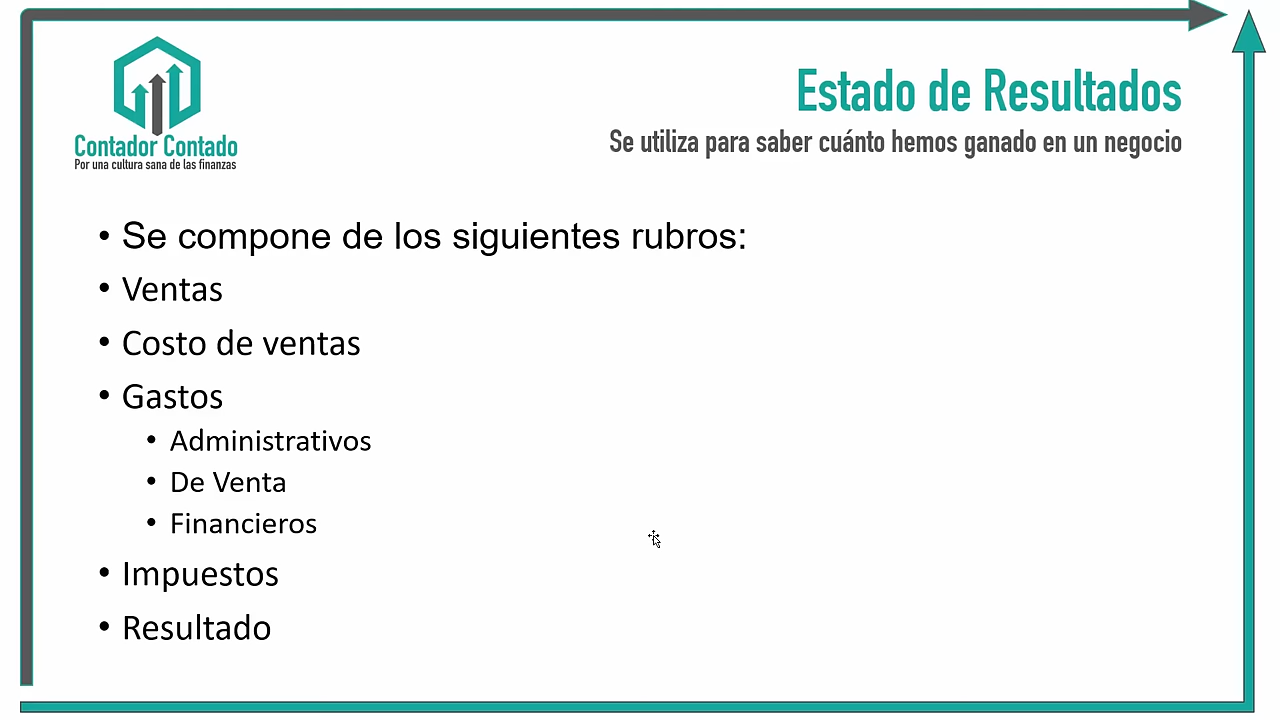 Contador Contado
Por una cultura sana de las finanzas
Estado de Resultados
Se utiliza para saber cuánto hemos ganado en un negocio
• Se compone de los siguientes rubros:
• Ventas
• Costo de ventas
• Gastos
• Administrativos
• De Venta
• Financieros
• Impuestos
• Resultado